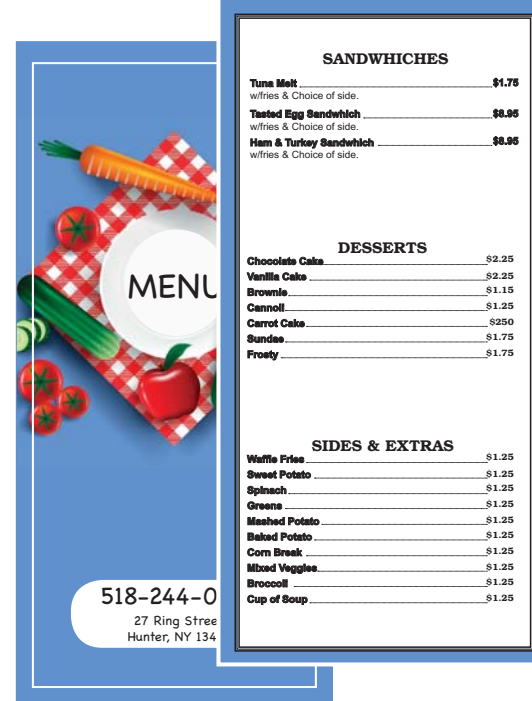 MENU
518-244-0
27 Ring Stree
Hunter, NY 134
SANDWHICHES
Tuna Melt $1.75
w/fries & Choice of side.
Tasted Egg Sandwhich $8.95
w/fries & Choice of side.
Ham & Turkey Sandwhich $8.95
w/fries & Choice of side.
DESSERTS
Chocolate Cake $2.25
Vanilla Cake $2.25
Brownie $1.15
Cannoli $1.25
Carrot Cake $250
Sundae $1.75
Frosty $1.75
SIDES & EXTRAS
Waffle Fries $1.25
Sweet Potato $1.25
Spinach $1.25
Greens $1.25
Mashed Potato $1.25
Baked Potato $1.25
Corn Break $1.25
Mixed Veggies $1.25
Broccoli $1.25
Cup of Soup $1.25